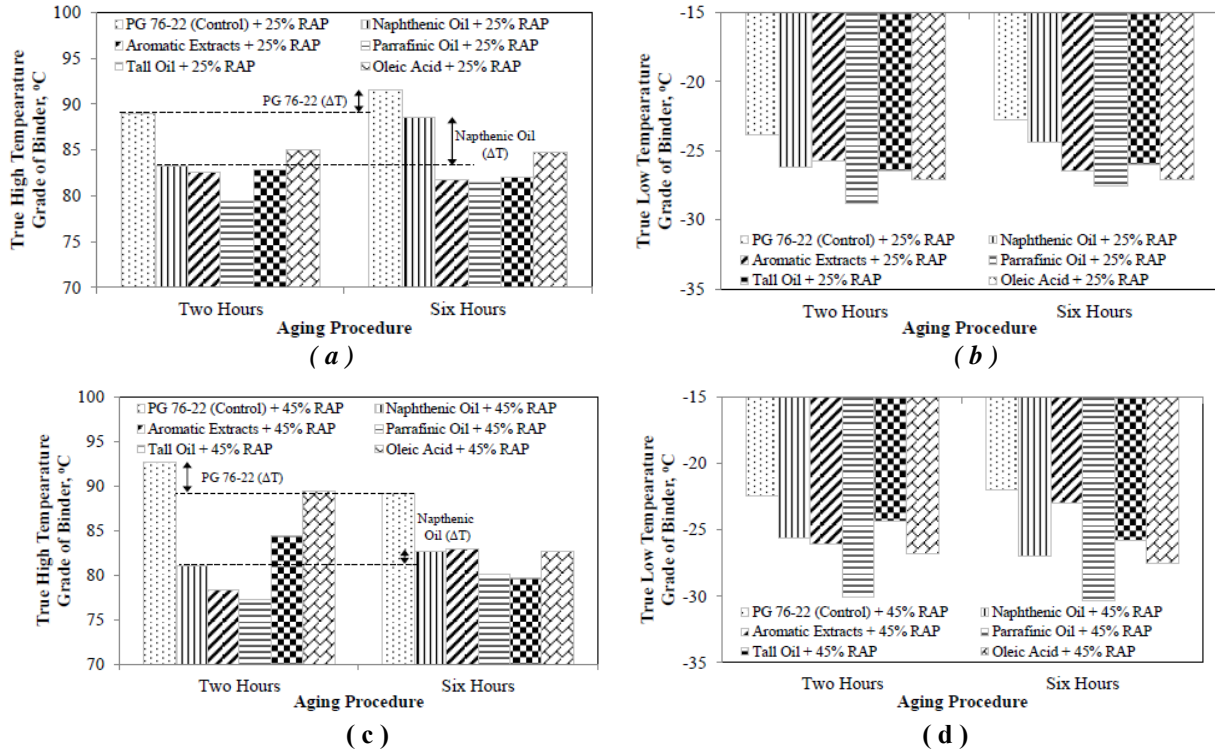 100
95
90
85
80
75
70
True High Tempearature
Grade of Binder, ºC
PG 76-22 (Control) + 25% RAP
Naphthenic Oil + 25% RAP
Aromatic Extracts + 25% RAP
Parrafinic Oil + 25% RAP
Tall Oil + 25% RAP
Oleic Acid + 25% RAP
PG 76-22 (ΔT)
Napthenic Oil
(ΔT)
Two Hours
Six Hours
Aging Procedure
( a )
-15
-20
-25
-30
-35
True Low Tempearature
Grade of Binder, ºC
PG 76-22 (Control) + 25% RAP
Naphthenic Oil + 25% RAP
Aromatic Extracts + 25% RAP
Parrafinic Oil + 25% RAP
Tall Oil + 25% RAP
Oleic Acid + 25% RAP
Two Hours
Six Hours
Aging Procedure
( b )
100
95
90
85
80
75
70
True High Tempearature
Grade of Binder, ºC
PG 76-22 (Control) + 45% RAP
Naphthenic Oil + 45% RAP
Aromatic Extracts + 45% RAP
Parrafinic Oil + 45% RAP
Tall Oil + 45% RAP
Oleic Acid + 45% RAP
PG 76-22 (ΔT)
Napthenic
Oil (ΔT)
Two Hours
Six Hours
Aging Procedure
( c )
-15
-20
-25
-30
-35
True Low Tempearature
Grade of Binder, ºC
PG 76-22 (Control) + 45% RAP
Naphthenic Oil + 45% RAP
Aromatic Extracts + 45% RAP
Parrafinic Oil + 45% RAP
Tall Oil + 45% RAP
Oleic Acid + 45% RAP
Two Hours
Six Hours
Aging Procedure
( d )